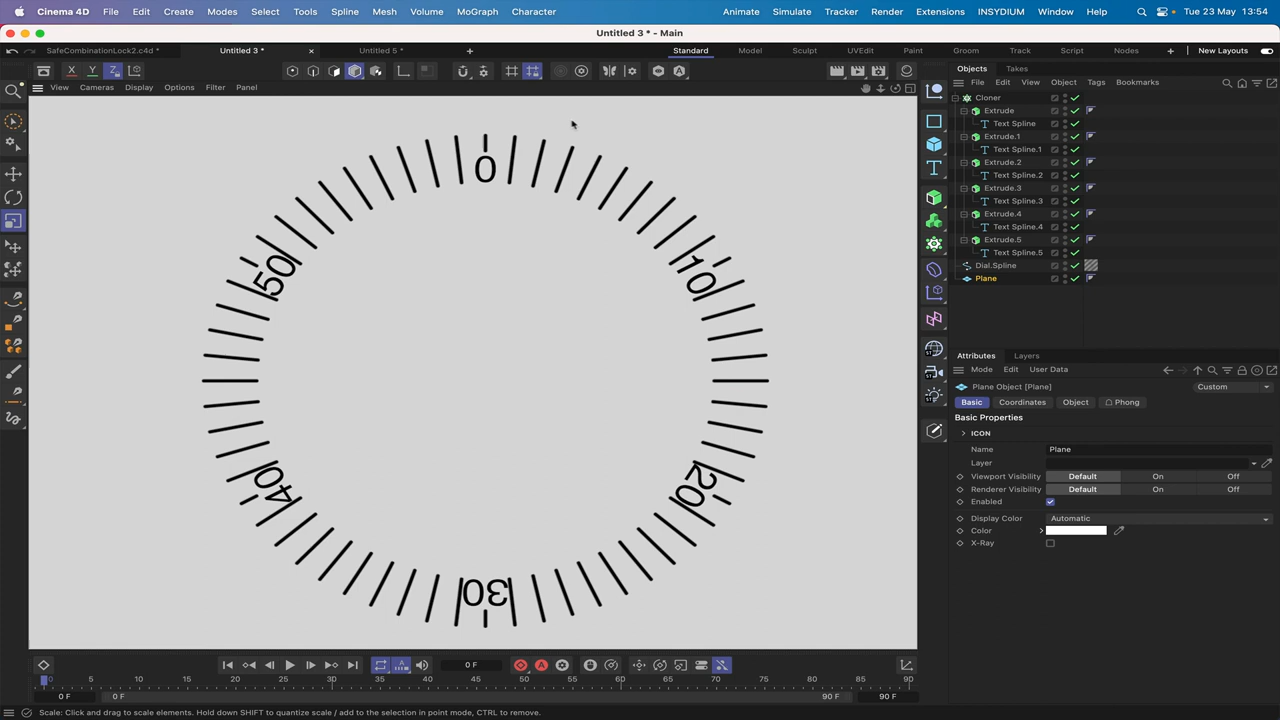 Cinema 4D File Edit Create Modes Select Tools Spline Mesh Volume MoGraph Character Animate Simulate Tracker Render Extensions INSYDIUM Window Help Tue 23 May 13:54
Untitled 3 * - Main
SafeCombinationLock2.c4d * Untitled 3 * Untitled 5 * Standard Model Sculpt UVEdit Paint Groom Track Script Nodes New Layouts
Objects Takes
X Y Z
View Cameras Display Options Filter Panel
File Edit View Object Tags Bookmarks
Cloner
Extrude
Text Spline
Extrude.1
Text Spline.1
Extrude.2
Text Spline.2
Extrude.3
Text Spline.3
Extrude.4
Text Spline.4
Extrude.5
Text Spline.5
Dial.Spline
Plane
0
10
20
30
40
50
Attributes Layers
Mode Edit User Data
Plane Object [Plane] Custom
Basic Coordinates Object Phong
Basic Properties
ICON
Name Plane
Layer
Viewport Visibility Default On Off
Renderer Visibility Default On Off
Enabled
Display Color Automatic
Color
X-Ray
0 F
0 5 10 15 20 25 30 35 40 45 50 55 60 65 70 75 80 85 90
0 F 0 F 90 F 90 F
Scale: Click and drag to scale elements. Hold down SHIFT to quantize scale / add to the selection in point mode, CTRL to remove.